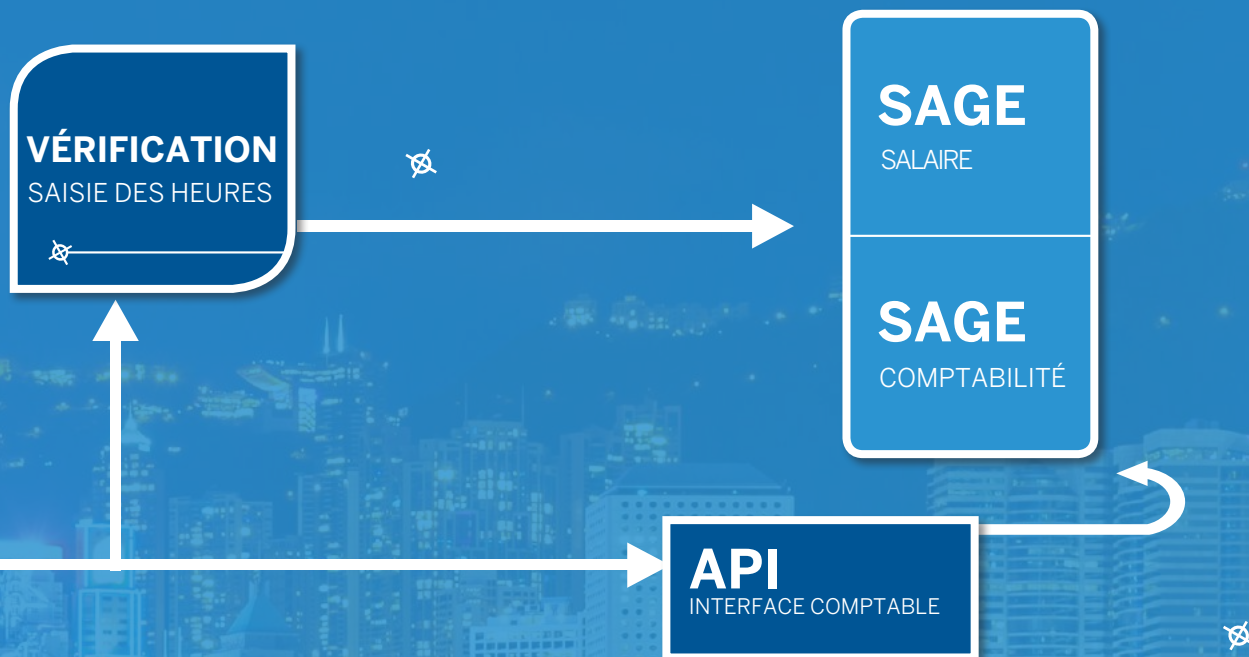 VÉRIFICATION
SAISIE DES HEURES
SAGE
SALAIRE
SAGE
COMPTABILITÉ
API
INTERFACE COMPTABLE